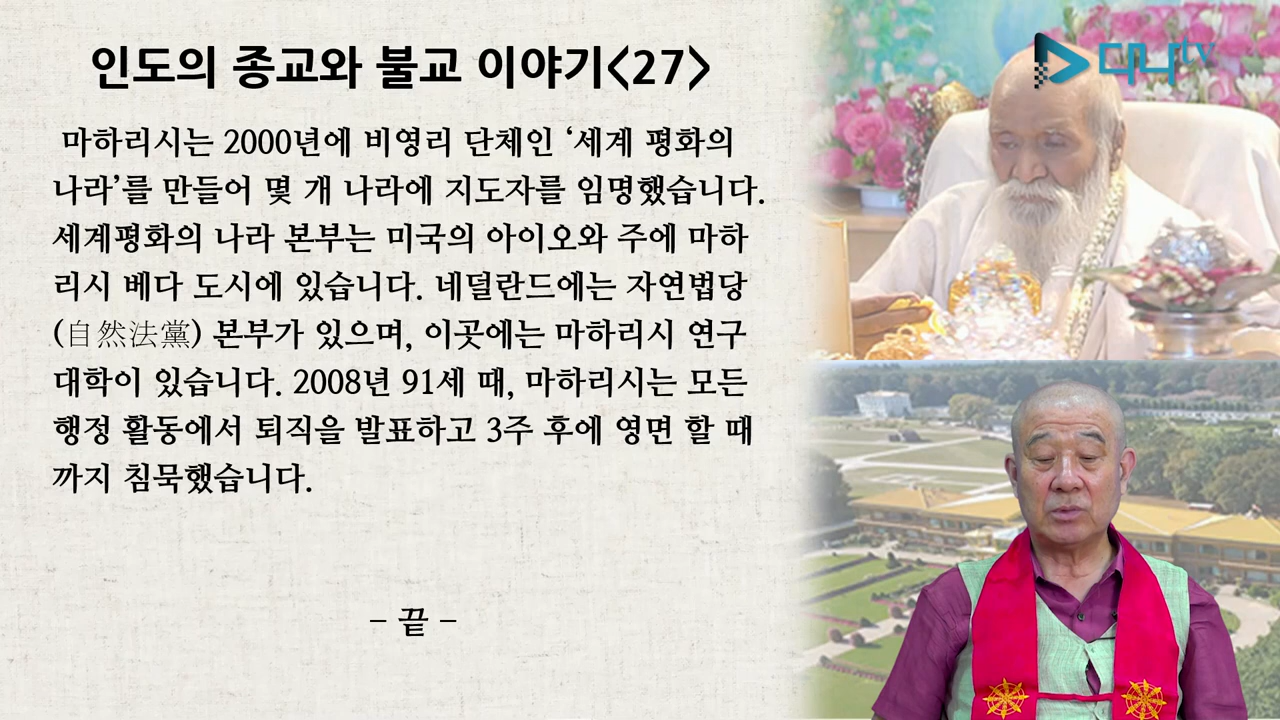 인도의 종교와 불교 이야기<27>
마하리시는 2000년에 비영리 단체인 ‘세계 평화의
나라’를 만들어 몇 개 나라에 지도자를 임명했습니다.
세계평화의 나라 본부는 미국의 아이오와 주에 마하
리시 베다 도시에 있습니다. 네덜란드에는 자연법당
(自然法黨) 본부가 있으며, 이곳에는 마하리시 연구
대학이 있습니다. 2008년 91세 때, 마하리시는 모든
행정 활동에서 퇴직을 발표하고 3주 후에 영면 할 때
까지 침묵했습니다.
– 끝 –
다나tv